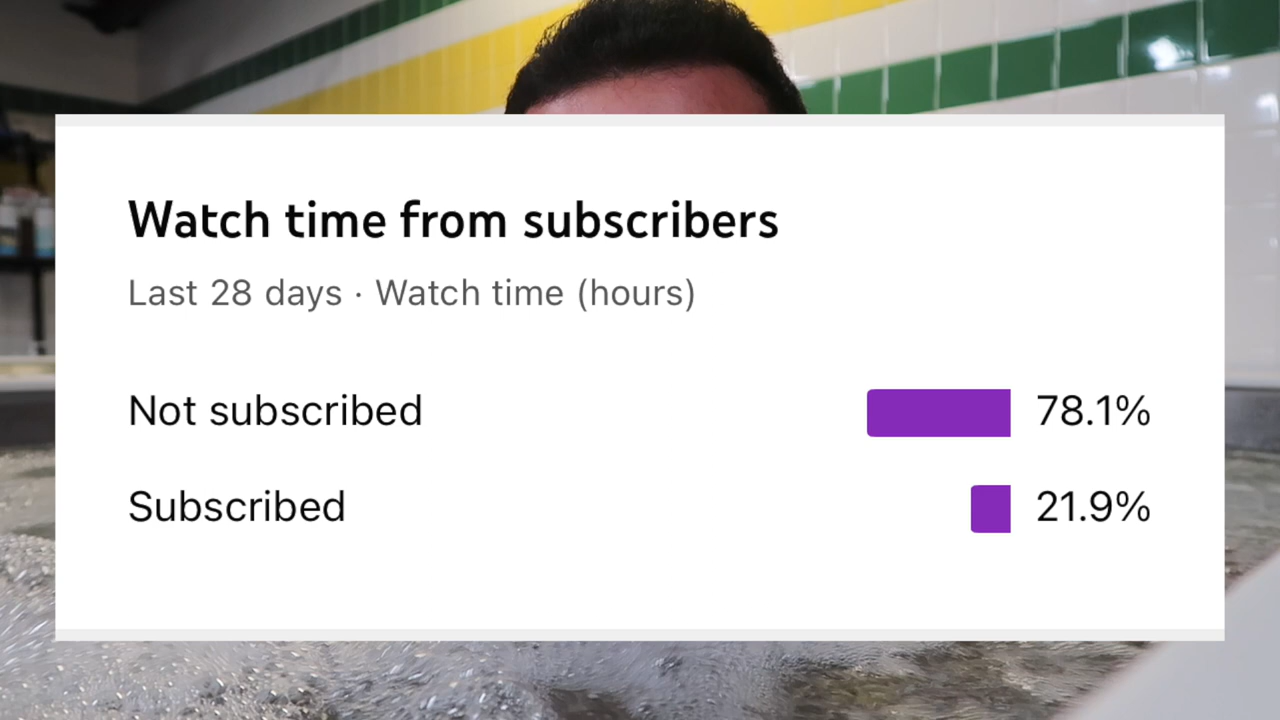 Watch time from subscribers
Last 28 days · Watch time (hours)
Not subscribed 78.1%
Subscribed 21.9%